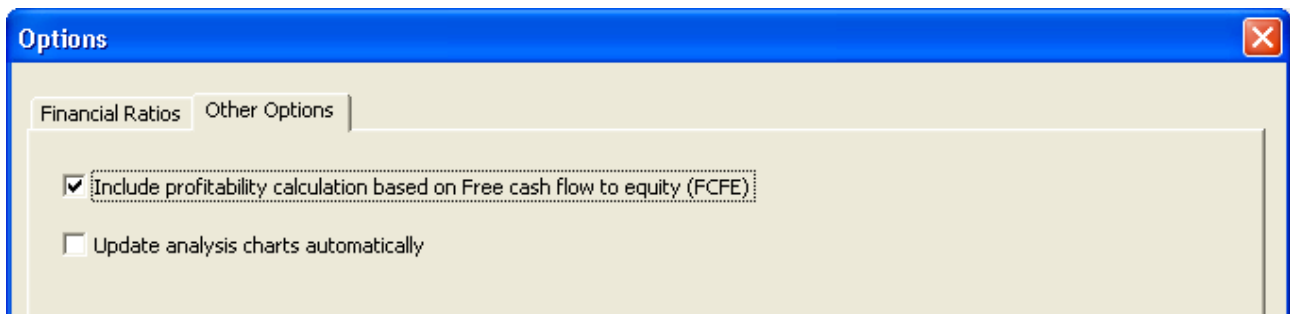 Options
Financial Ratios Other Options
Include profitability calculation based on Free cash flow to equity (FCFE)
Update analysis charts automatically